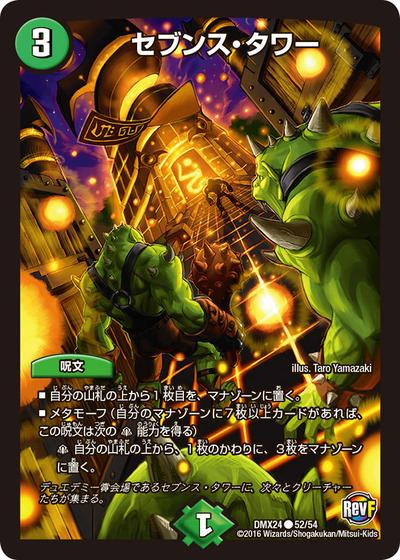 3
セブンス・タワー
illus. Taro Yamazaki
呪文
■ 自分の山札の上から1枚目を、マナゾーンに置く。
■ メタモーフ(自分のマナゾーンに7枚以上カードがあれば、
この呪文は次の 能力を得る)
自分の山札の上から、1枚のかわりに、3枚をマナゾーン
に置く。
デュエデミー賞会場であるセブンス・タワーに、次々とクリーチャー
たちが集まる。
1
RevF
DMX24 ● 52/54
©2016 Wizards/Shogakukan/Mitsui-Kids